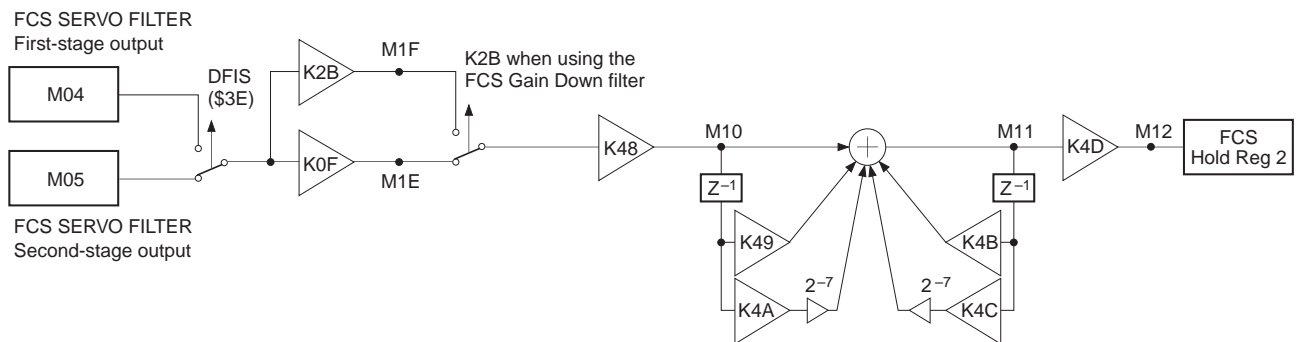 FCS SERVO FILTER
First-stage output
M04
DFIS
($3E)
K2B
M1F
K2B when using the
FCS Gain Down filter
M05
K0F
M1E
FCS SERVO FILTER
Second-stage output
K48
M10
Z–1
K49
K4A
2–7
+
M11
Z–1
K4B
2–7
K4C
K4D
M12
FCS
Hold Reg 2